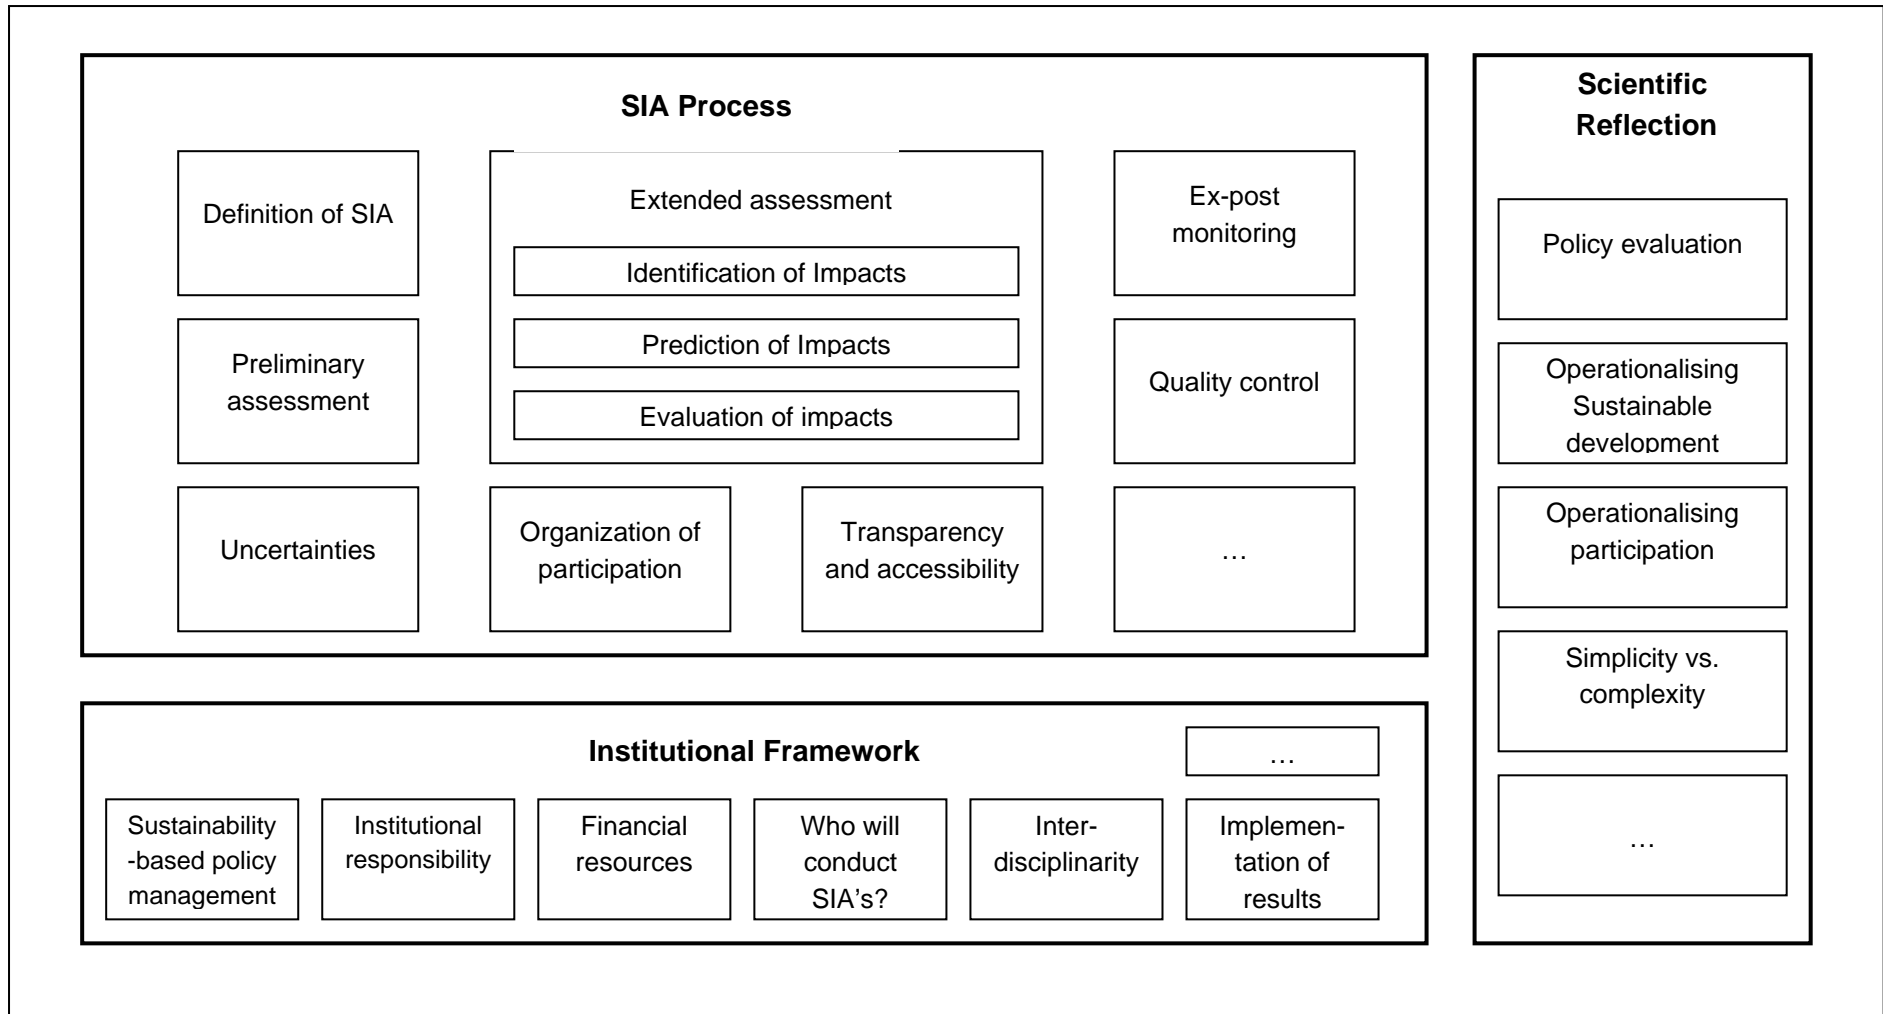 SIA Process
Definition of SIA
Extended assessment
Identification of Impacts
Prediction of Impacts
Evaluation of impacts
Ex-post
monitoring
Preliminary
assessment
Quality control
Uncertainties
Organization of
participation
Transparency
and accessibility
…
Institutional Framework
…
Sustainability
-based policy
management
Institutional
responsibility
Financial
resources
Who will
conduct
SIA’s?
Inter-
disciplinarity
Implemen-
tation of
results
Scientific
Reflection
Policy evaluation
Operationalising
Sustainable
development
Operationalising
participation
Simplicity vs.
complexity
…